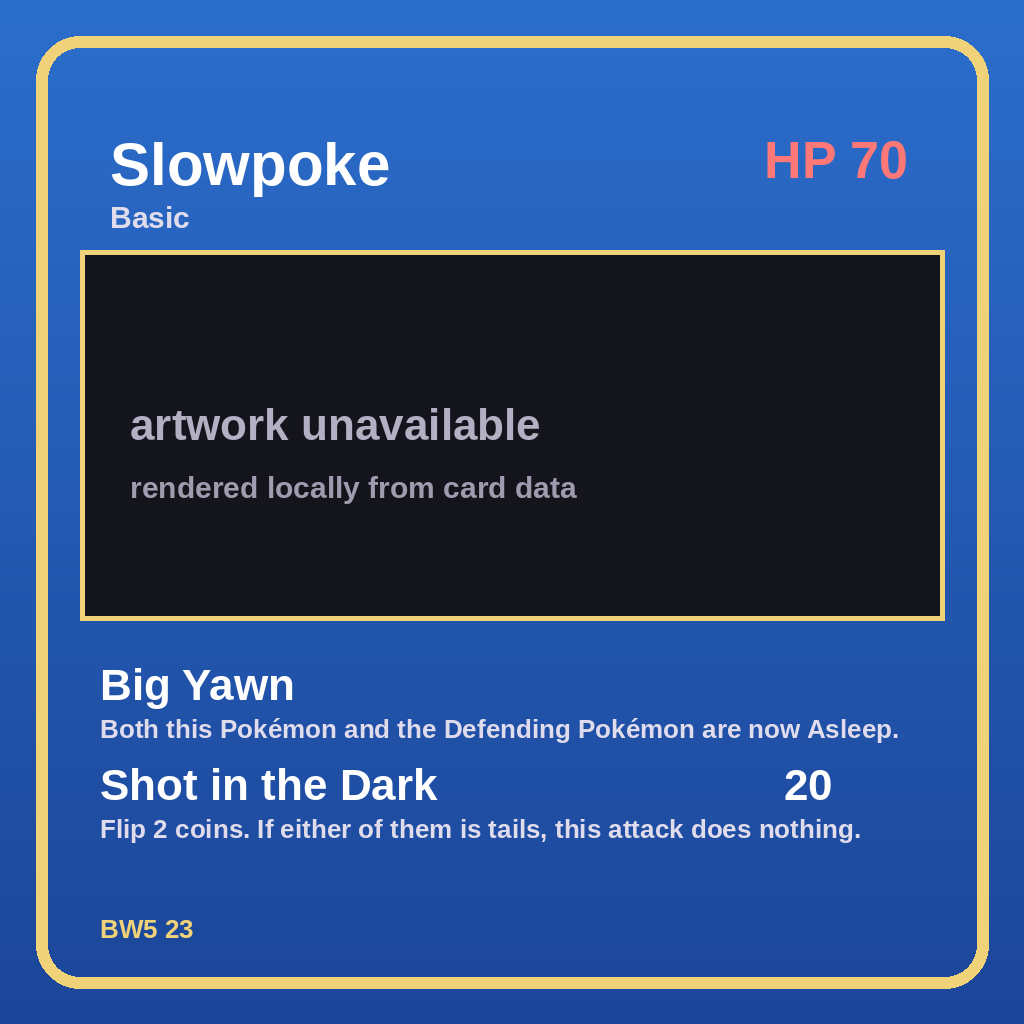 Slowpoke
HP 70
Basic
artwork unavailable
rendered locally from card data
Big Yawn
Both this Pokémon and the Defending Pokémon are now Asleep.
Shot in the Dark 20
Flip 2 coins. If either of them is tails, this attack does nothing.
BW5 23